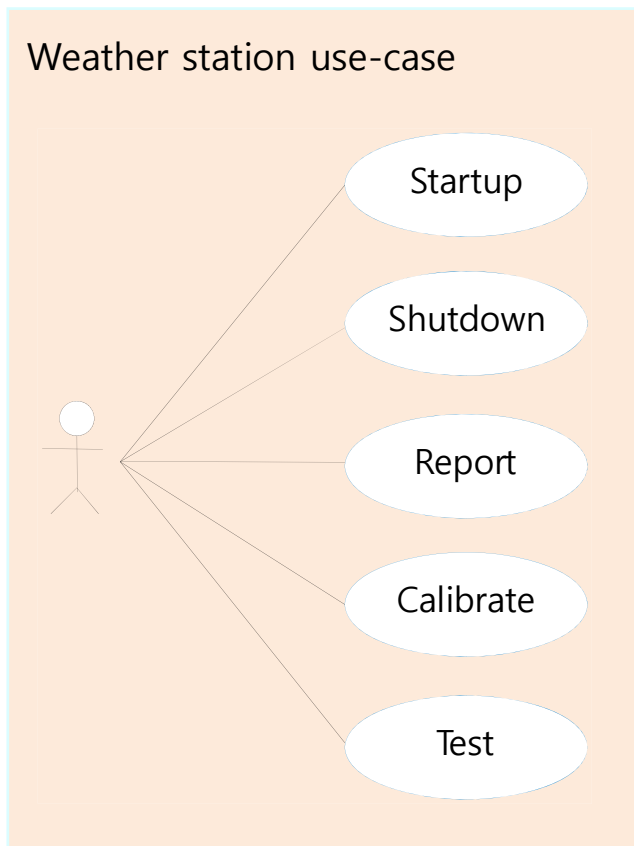 Weather station use-case
Startup
Shutdown
Report
Calibrate
Test